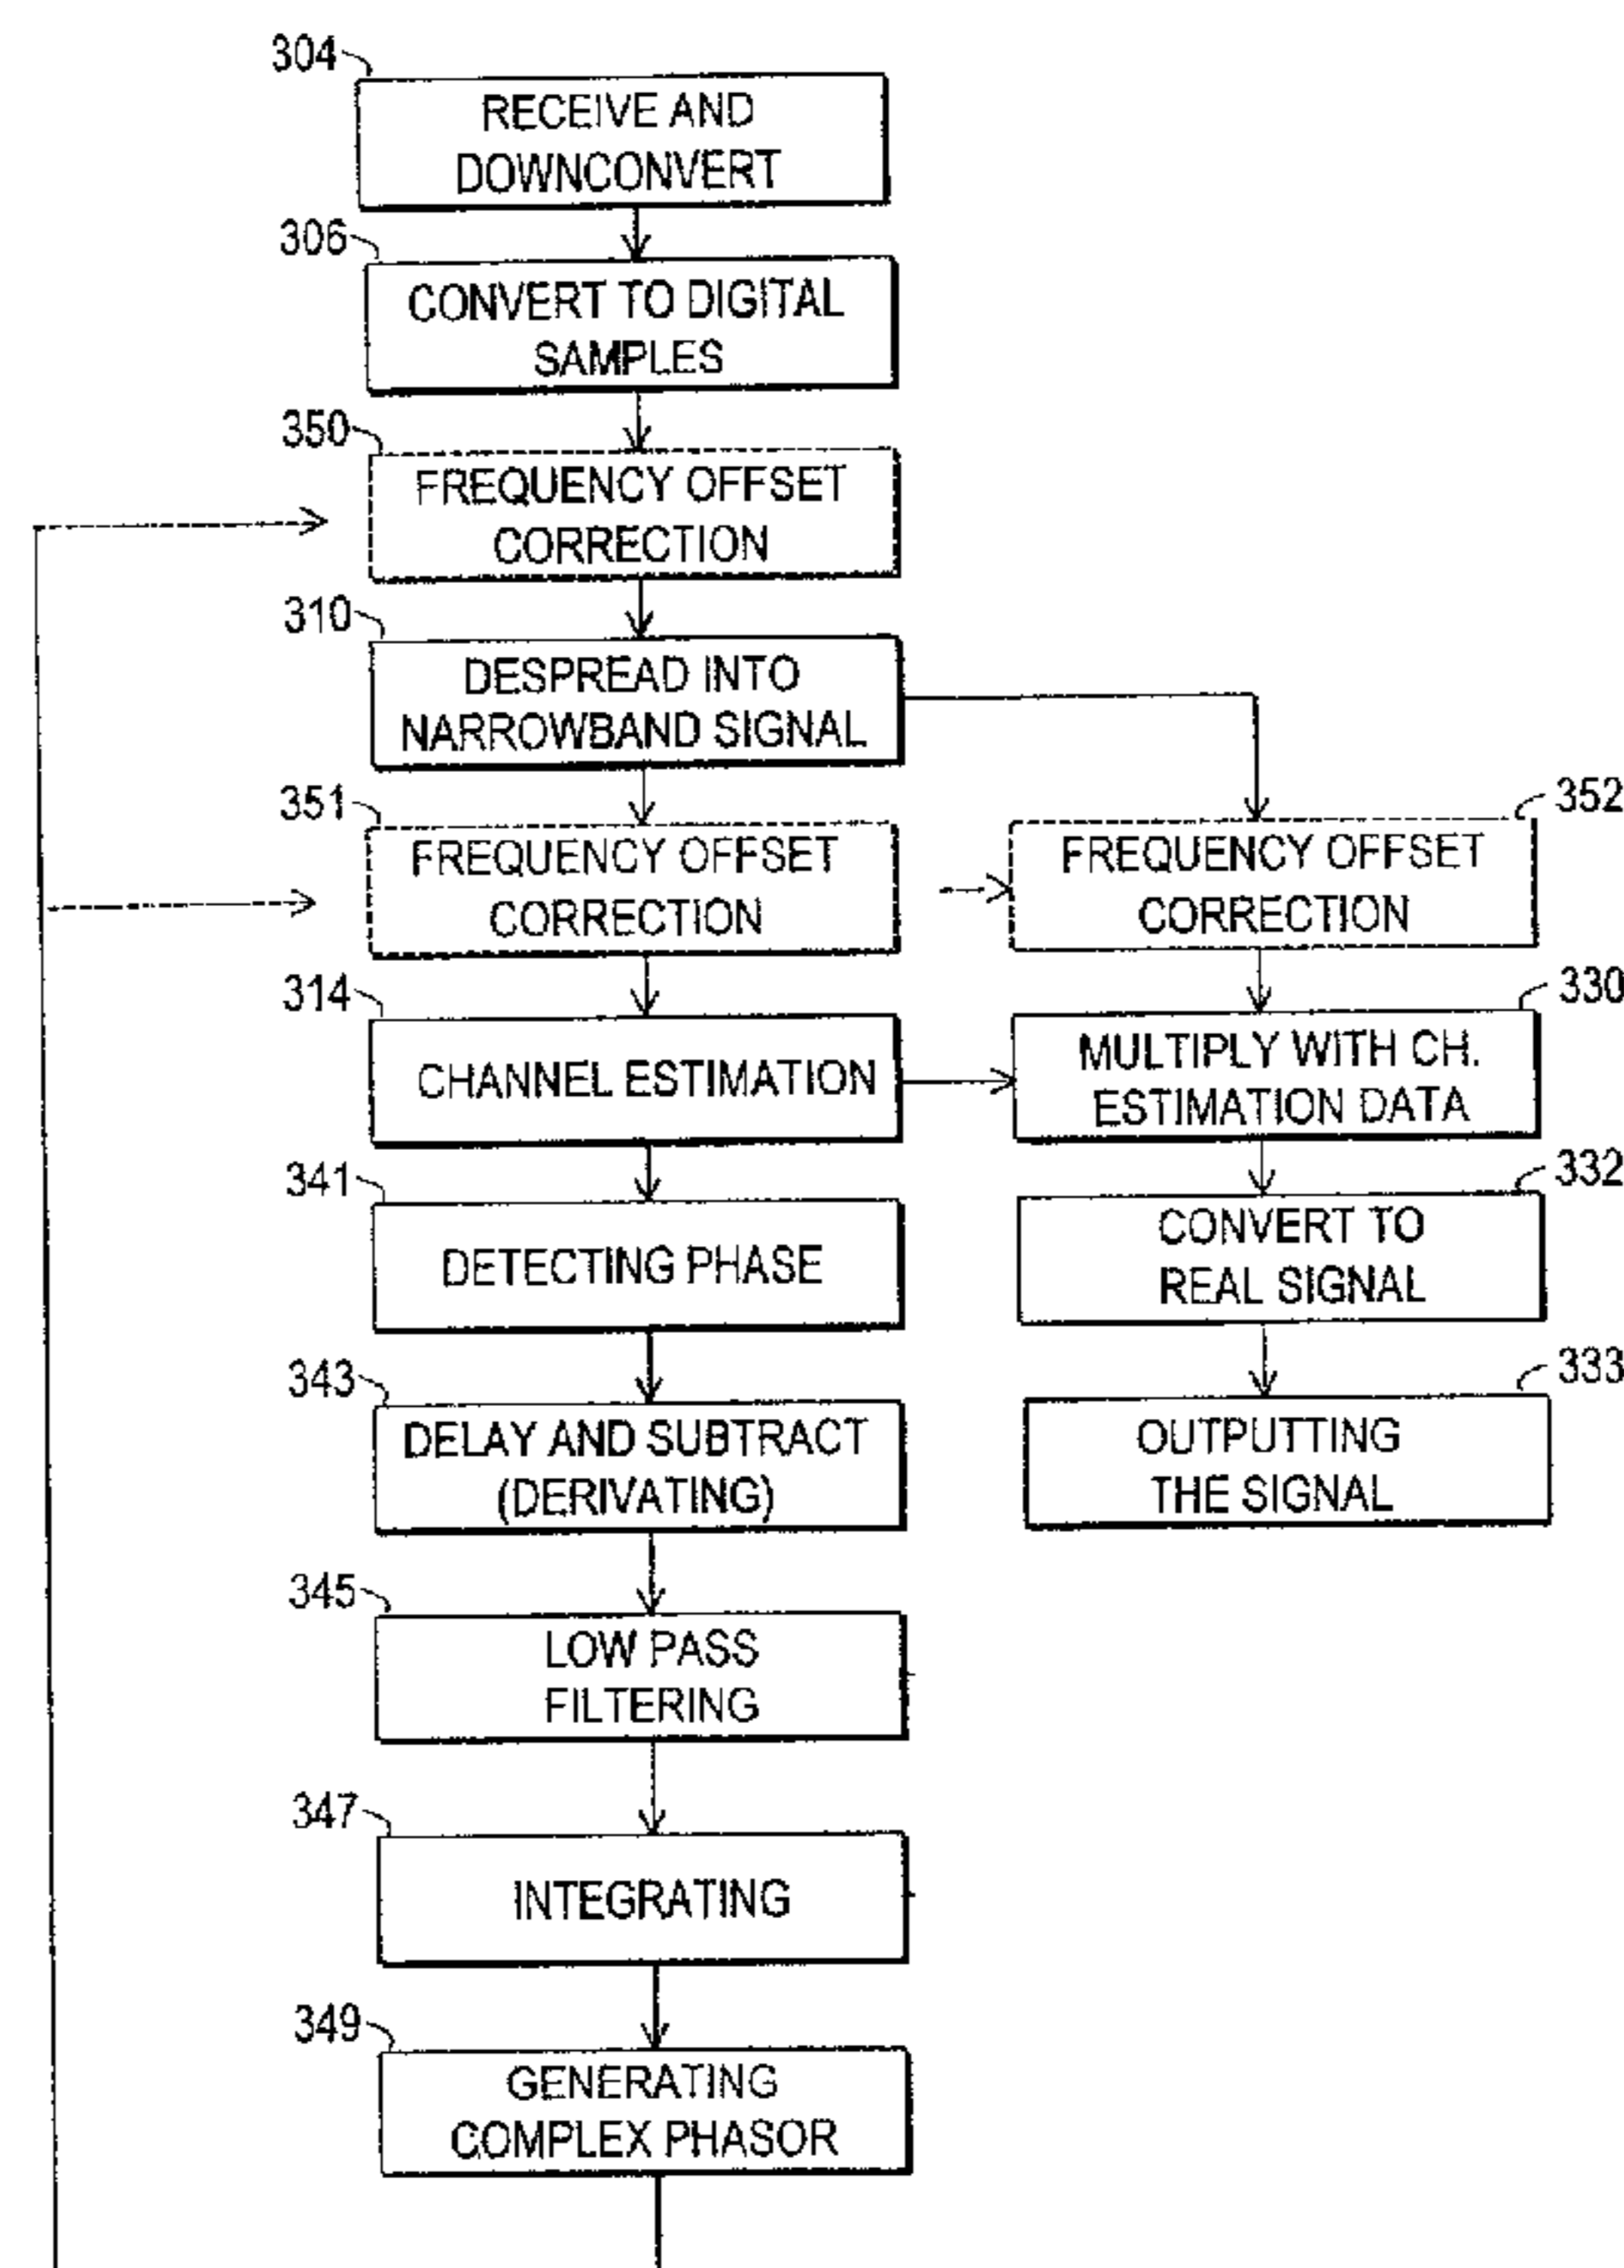 304
RECEIVE AND
DOWNCONVERT
306
CONVERT TO DIGITAL
SAMPLES
350
FREQUENCY OFFSET
CORRECTION
310
DESPREAD INTO
NARROWBAND SIGNAL
351
FREQUENCY OFFSET
CORRECTION
352
FREQUENCY OFFSET
CORRECTION
314
CHANNEL ESTIMATION
330
MULTIPLY WITH CH.
ESTIMATION DATA
341
DETECTING PHASE
332
CONVERT TO
REAL SIGNAL
343
DELAY AND SUBTRACT
(DERIVATING)
333
OUTPUTTING
THE SIGNAL
345
LOW PASS
FILTERING
347
INTEGRATING
349
GENERATING
COMPLEX PHASOR